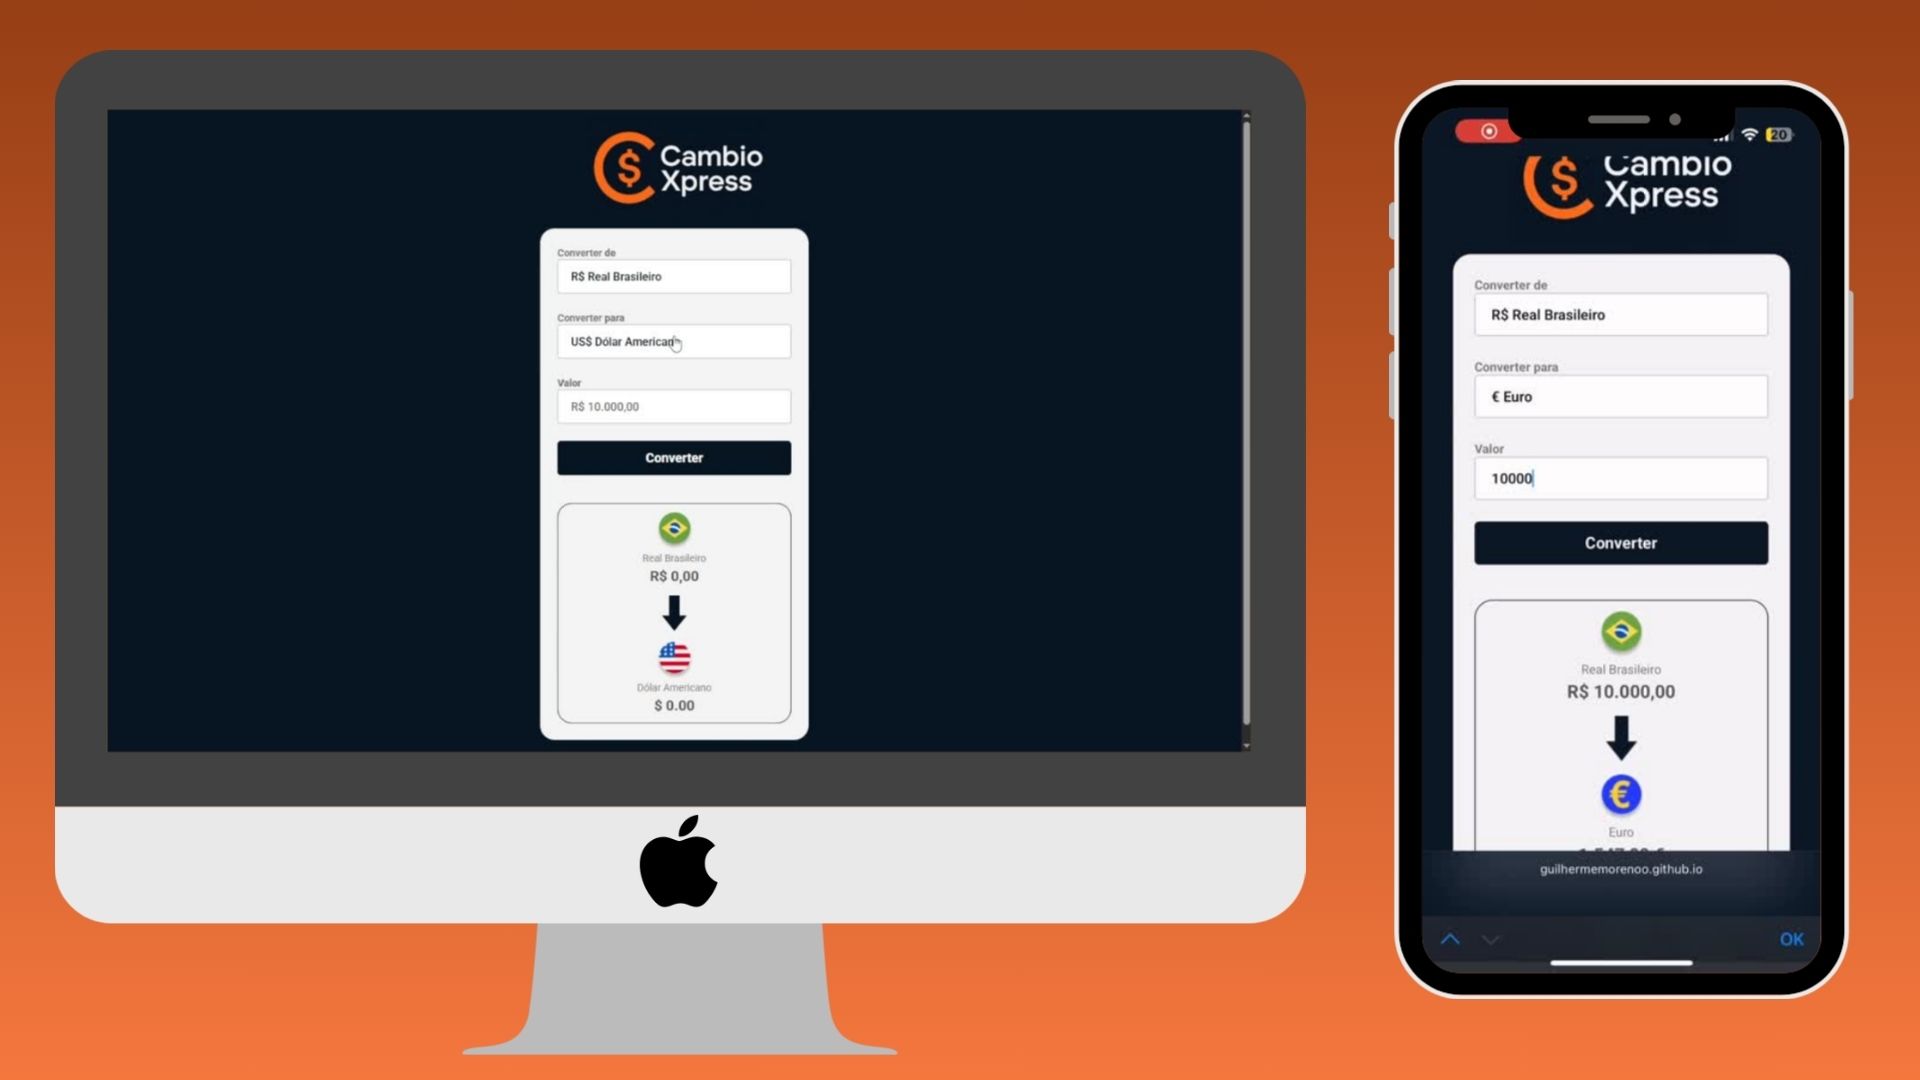 Cambio
Xpress
Converter de
R$ Real Brasileiro
Converter para
US$ Dólar American
Valor
R$ 10.000,00
Converter
Real Brasileiro
R$ 0,00
Dólar Americano
$ 0.00
20
Cambio
Xpress
Converter de
R$ Real Brasileiro
Converter para
€ Euro
Valor
10000
Converter
Real Brasileiro
R$ 10.000,00
Euro
guilhermemorenoo.github.io
OK